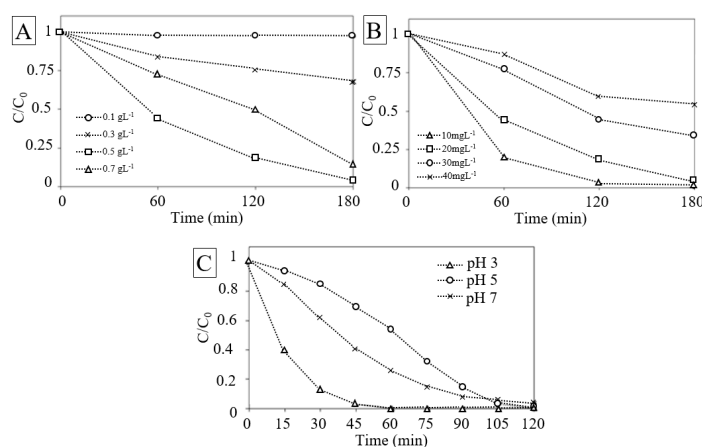 A
C/C0
1
0.75
0.5
0.25
0
0.1 gL-1
0.3 gL-1
0.5 gL-1
0.7 gL-1
0 60 120 180
Time (min)
B
C/C0
1
0.75
0.5
0.25
0
10mgL-1
20mgL-1
30mgL-1
40mgL-1
0 60 120 180
Time (min)
C
C/C0
1
0.8
0.6
0.4
0.2
0
pH 3
pH 5
pH 7
0 15 30 45 60 75 90 105 120
Time (min)